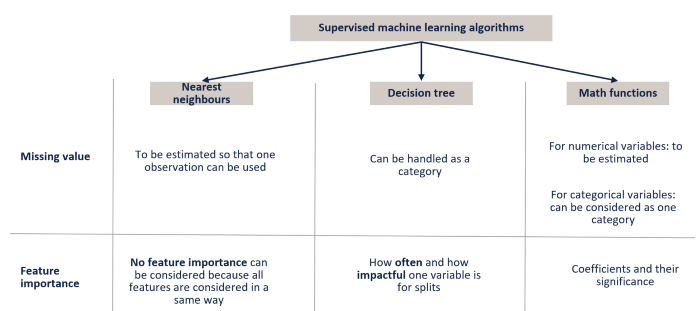 Supervised machine learning algorithms
Nearest
neighbours
Decision tree
Math functions
Missing value
To be estimated so that one
observation can be used
Can be handled as a
category
For numerical variables: to
be estimated
For categorical variables:
can be considered as one
category
Feature
importance
No feature importance can
be considered because all
features are considered in a
same way
How often and how
impactful one variable is
for splits
Coefficients and their
significance